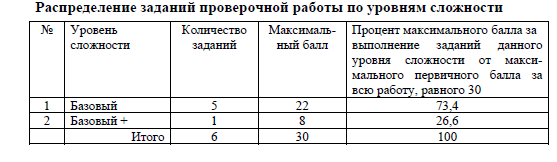 Распределение заданий проверочной работы по уровням сложности
№ Уровень сложности Количество заданий Максималь-ный балл Процент максимального балла за выполнение заданий данного уровня сложности от макси-мального первичного балла за всю работу, равного 30
1 Базовый 5 22 73,4
2 Базовый + 1 8 26,6
Итого 6 30 100